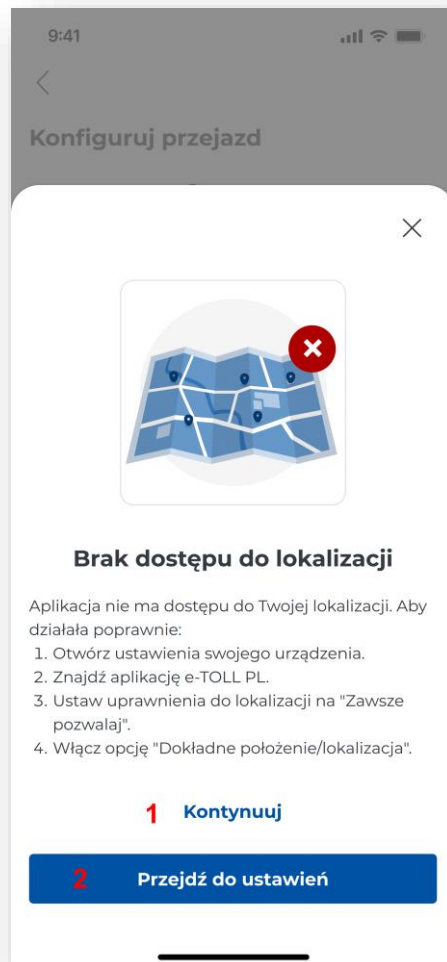 9:41
Konfiguruj przejazd
Brak dostępu do lokalizacji
Aplikacja nie ma dostępu do Twojej lokalizacji. Aby
działała poprawnie:
1. Otwórz ustawienia swojego urządzenia.
2. Znajdź aplikację e-TOLL PL.
3. Ustaw uprawnienia do lokalizacji na "Zawsze
pozwalaj".
4. Włącz opcję "Dokładne położenie/lokalizacja".
1 Kontynuuj
2 Przejdź do ustawień